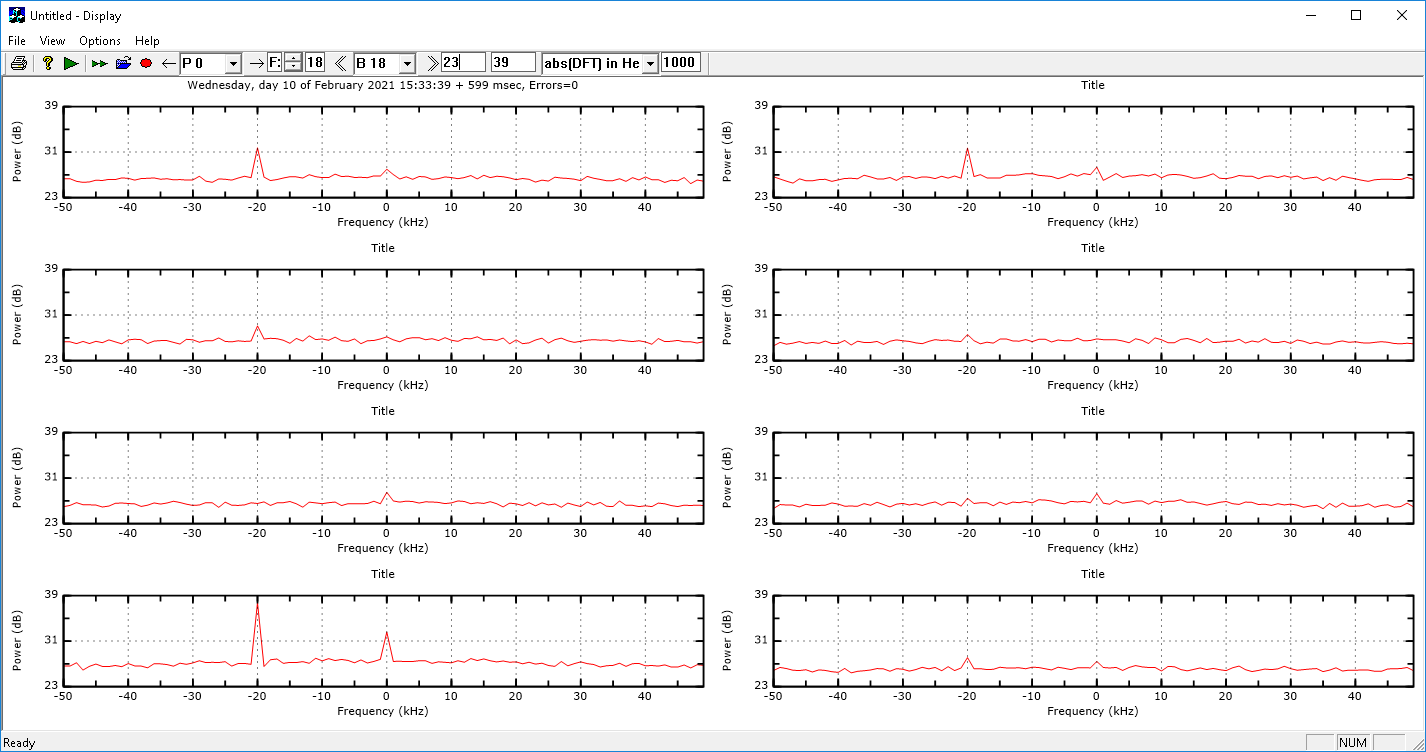 Untitled - Display
File View Options Help
P 0 F: 18 B 18 23 39 abs(DFT) in He 1000
Wednesday, day 10 of February 2021 15:33:39 + 599 msec, Errors=0
39
31
23
Power (dB)
-50 -40 -30 -20 -10 0 10 20 30 40
Frequency (kHz)
Title
39
31
23
Power (dB)
-50 -40 -30 -20 -10 0 10 20 30 40
Frequency (kHz)
Title
39
31
23
Power (dB)
-50 -40 -30 -20 -10 0 10 20 30 40
Frequency (kHz)
Title
39
31
23
Power (dB)
-50 -40 -30 -20 -10 0 10 20 30 40
Frequency (kHz)
Title
39
31
23
Power (dB)
-50 -40 -30 -20 -10 0 10 20 30 40
Frequency (kHz)
Title
39
31
23
Power (dB)
-50 -40 -30 -20 -10 0 10 20 30 40
Frequency (kHz)
Title
39
31
23
Power (dB)
-50 -40 -30 -20 -10 0 10 20 30 40
Frequency (kHz)
Title
39
31
23
Power (dB)
-50 -40 -30 -20 -10 0 10 20 30 40
Frequency (kHz)
Ready NUM